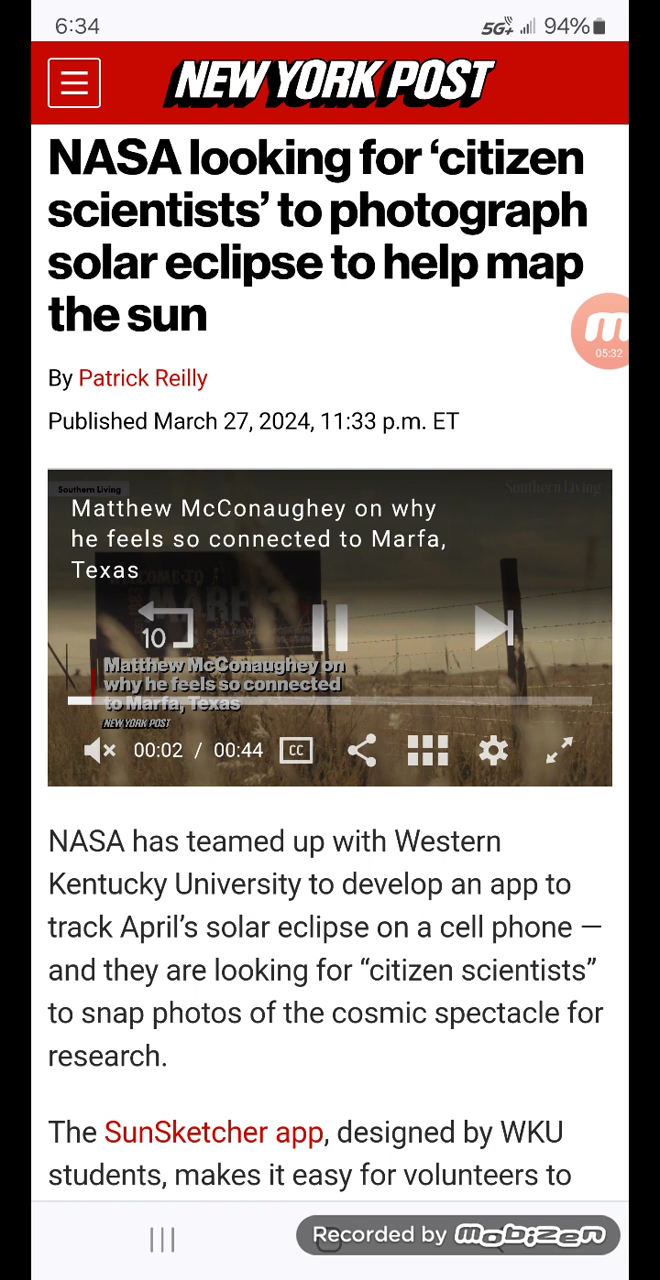 6:34
5G+ 94%
NEW YORK POST
NASA looking for ‘citizen
scientists’ to photograph
solar eclipse to help map
the sun
05:32
By Patrick Reilly
Published March 27, 2024, 11:33 p.m. ET
Southern Living
Southern Living
Matthew McConaughey on why
he feels so connected to Marfa,
Texas
10
Matthew McConaughey on
why he feels so connected
to Marfa, Texas
NEW YORK POST
00:02 / 00:44 CC
NASA has teamed up with Western
Kentucky University to develop an app to
track April’s solar eclipse on a cell phone —
and they are looking for “citizen scientists”
to snap photos of the cosmic spectacle for
research.
The SunSketcher app, designed by WKU
students, makes it easy for volunteers to
Recorded by mobizen